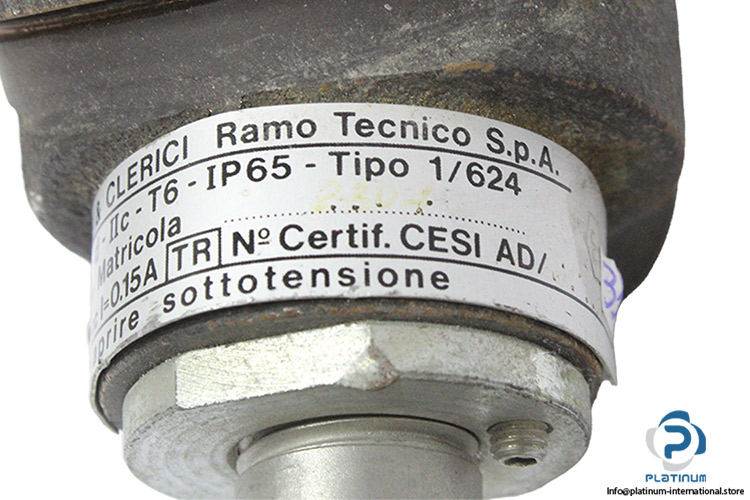 & CLERICI Ramo Tecnico S.p.A.
- IIc - T6 - IP65 - Tipo 1/624
Matricola
I=0.15A TR Nº Certif. CESI AD/
aprire sottotensione
PLATINUM
Info@platinum-international.store